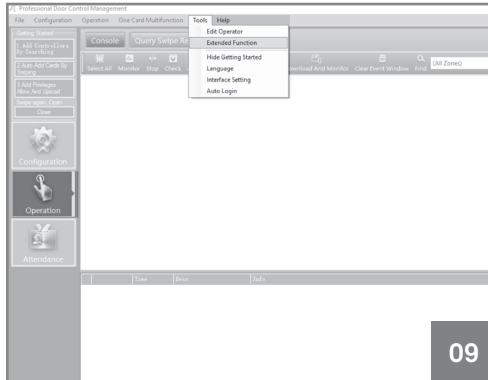 Professional Door Control Management
File Configuration Operation One Card Multifunction Tools Help
Getting Started
1.Add Controllers
By Searching
2.Auto Add Cards By
Swiping
3.Add Privileges
Allow And Upload
Swipe again, Open
Close
Configuration
Operation
Attendance
Edit Operator
Extended Function
Hide Getting Started
Language
Interface Setting
Auto Login
Console Query Swipe Re
Select All Monitor Stop Check ownload And Monitor Clear Event Window Find (All Zones)
Time Desc Info
09